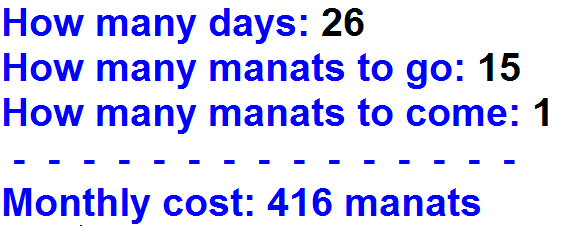 How many days: 26
How many manats to go: 15
How many manats to come: 1
- - - - - - - - - - - - - - -
Monthly cost: 416 manats